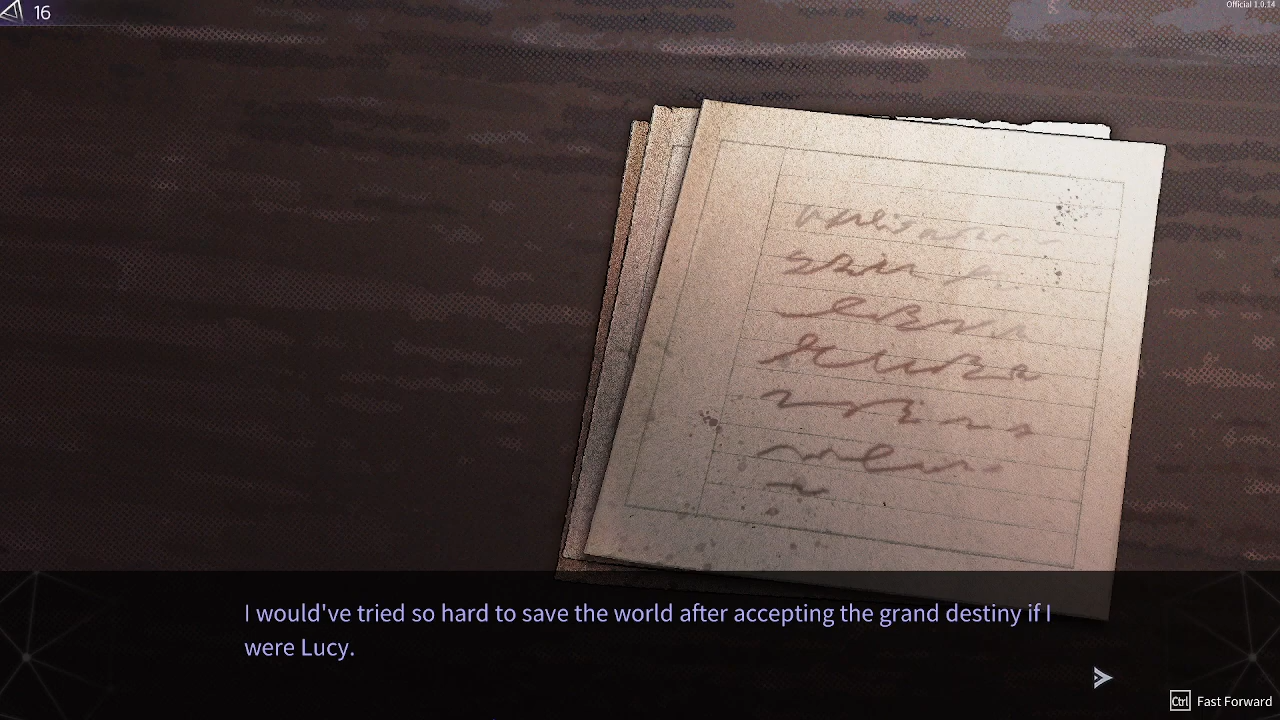 16
Official 1.0.14
I would've tried so hard to save the world after accepting the grand destiny if I
were Lucy.
Ctrl Fast Forward